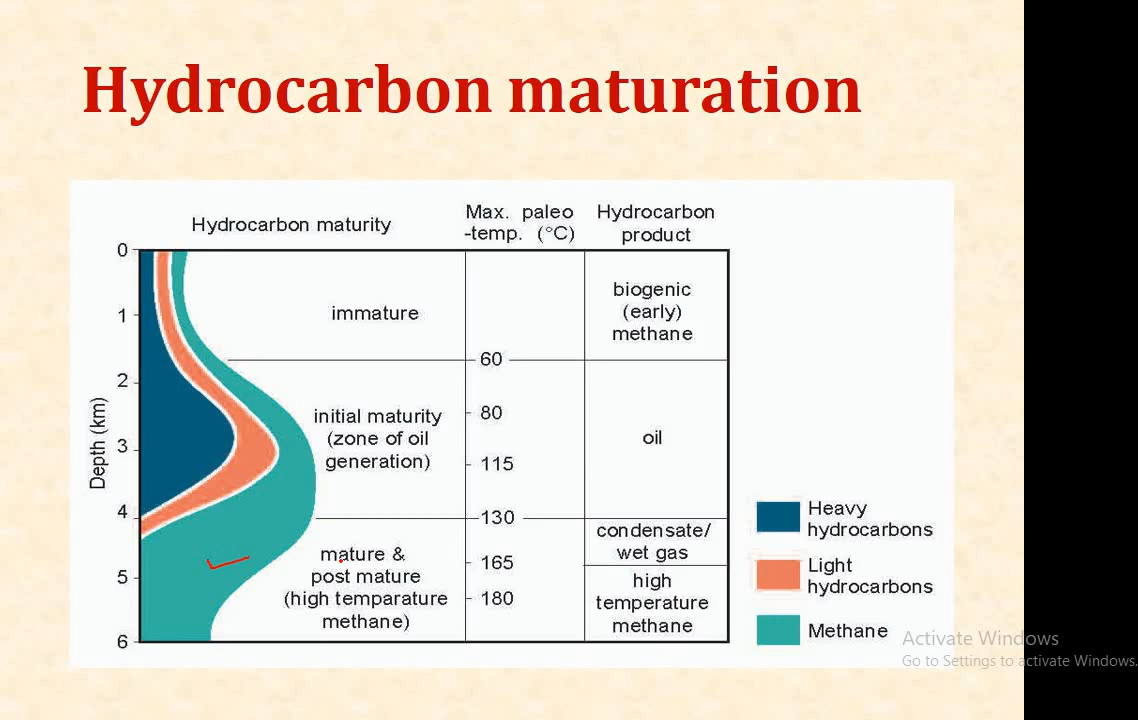 Hydrocarbon maturation
Hydrocarbon maturity
Max. paleo
-temp. (°C)
Hydrocarbon
product
Depth (km)
0
1
2
3
4
5
6
immature
initial maturity
(zone of oil
generation)
mature &
post mature
(high temparature
methane)
60
80
115
130
165
180
biogenic
(early)
methane
oil
condensate/
wet gas
high
temperature
methane
Heavy
hydrocarbons
Light
hydrocarbons
Methane
Activate Windows
Go to Settings to activate Windows.